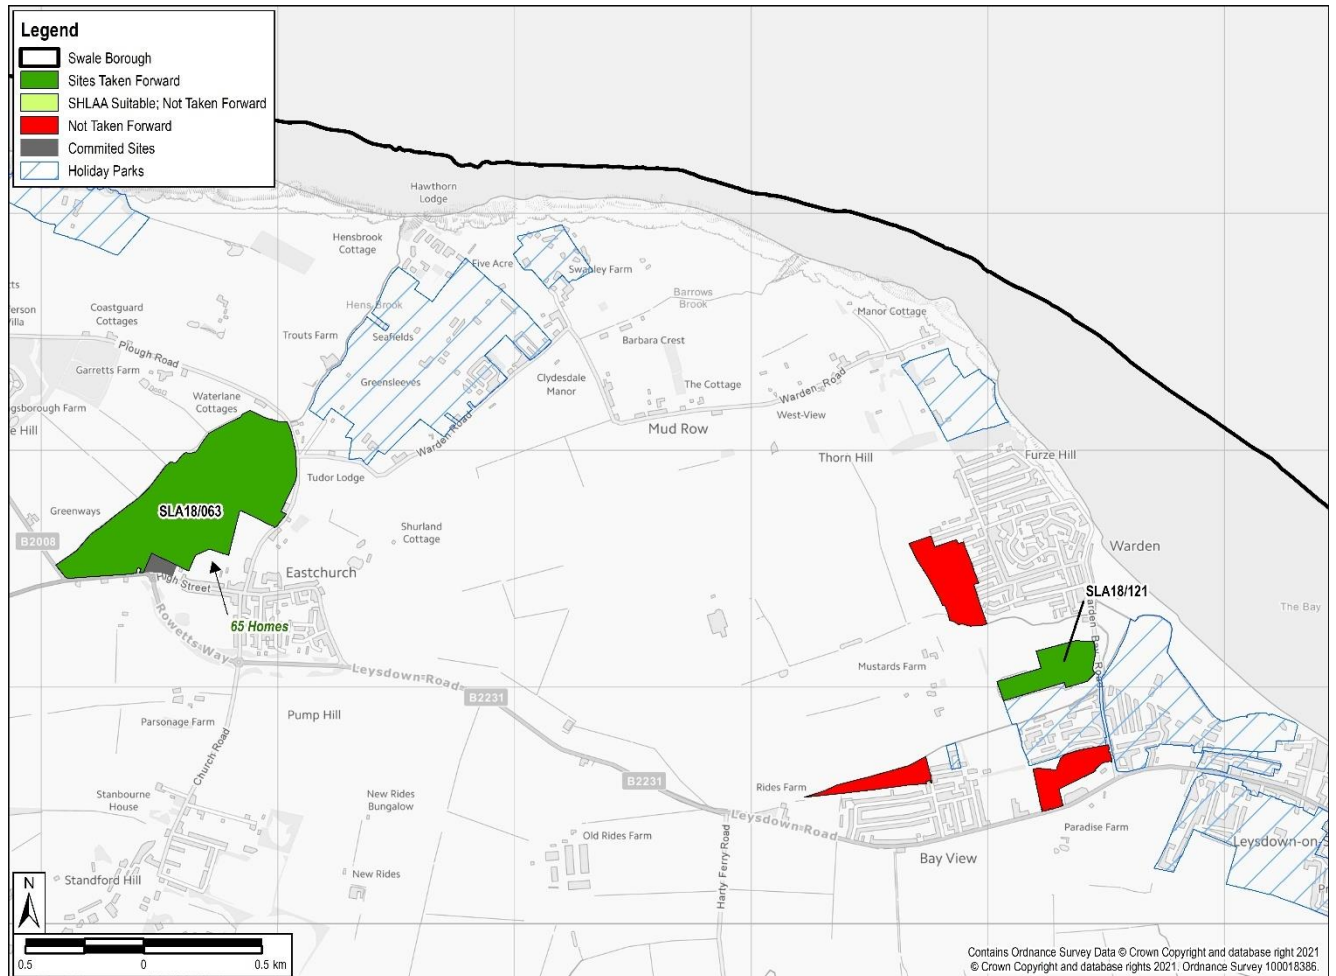 Legend
Swale Borough
Sites Taken Forward
SHLAA Suitable; Not Taken Forward
Not Taken Forward
Commited Sites
Holiday Parks
Hawthorn
Lodge
Hensbrook
Cottage
Five Acre
Swanley Farm
Hens Brook
Barrows
Brook
Coastguard
Cottages
Trouts Farm
Seafields
Manor Cottage
Plough Road
Barbara Crest
Garretts Farm
Greensleeves
Clydesdale
Manor
The Cottage
Warden Road
Waterlane
Cottages
West-View
Mud Row
Warden Road
Thorn Hill
Furze Hill
Tudor Lodge
Greenways
SLA18/063
Shurland
Cottage
B2008
Warden
Eastchurch
High Street
SLA18/121
The Bay
65 Homes
Rowetts Way
Leysdown Road
Mustards Farm
B2231
Parsonage Farm
Pump Hill
Church Road
B2231
Rides Farm
Stanbourne
House
New Rides
Bungalow
Leysdown Road
Old Rides Farm
Harty Ferry Road
Paradise Farm
Bay View
Standford Hill
New Rides
N
0.5 0 0.5 km
Contains Ordnance Survey Data © Crown Copyright and database right 2021
© Crown Copyright and database rights 2021. Ordnance Survey 100018386.